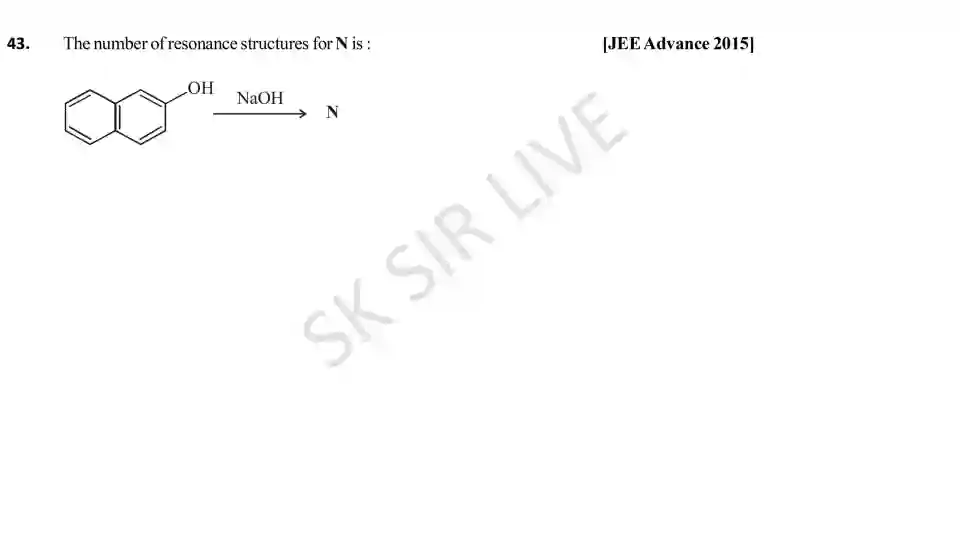 43. The number of resonance structures for N is : [JEE Advance 2015]
OH
NaOH
N
SK SIR LIVE